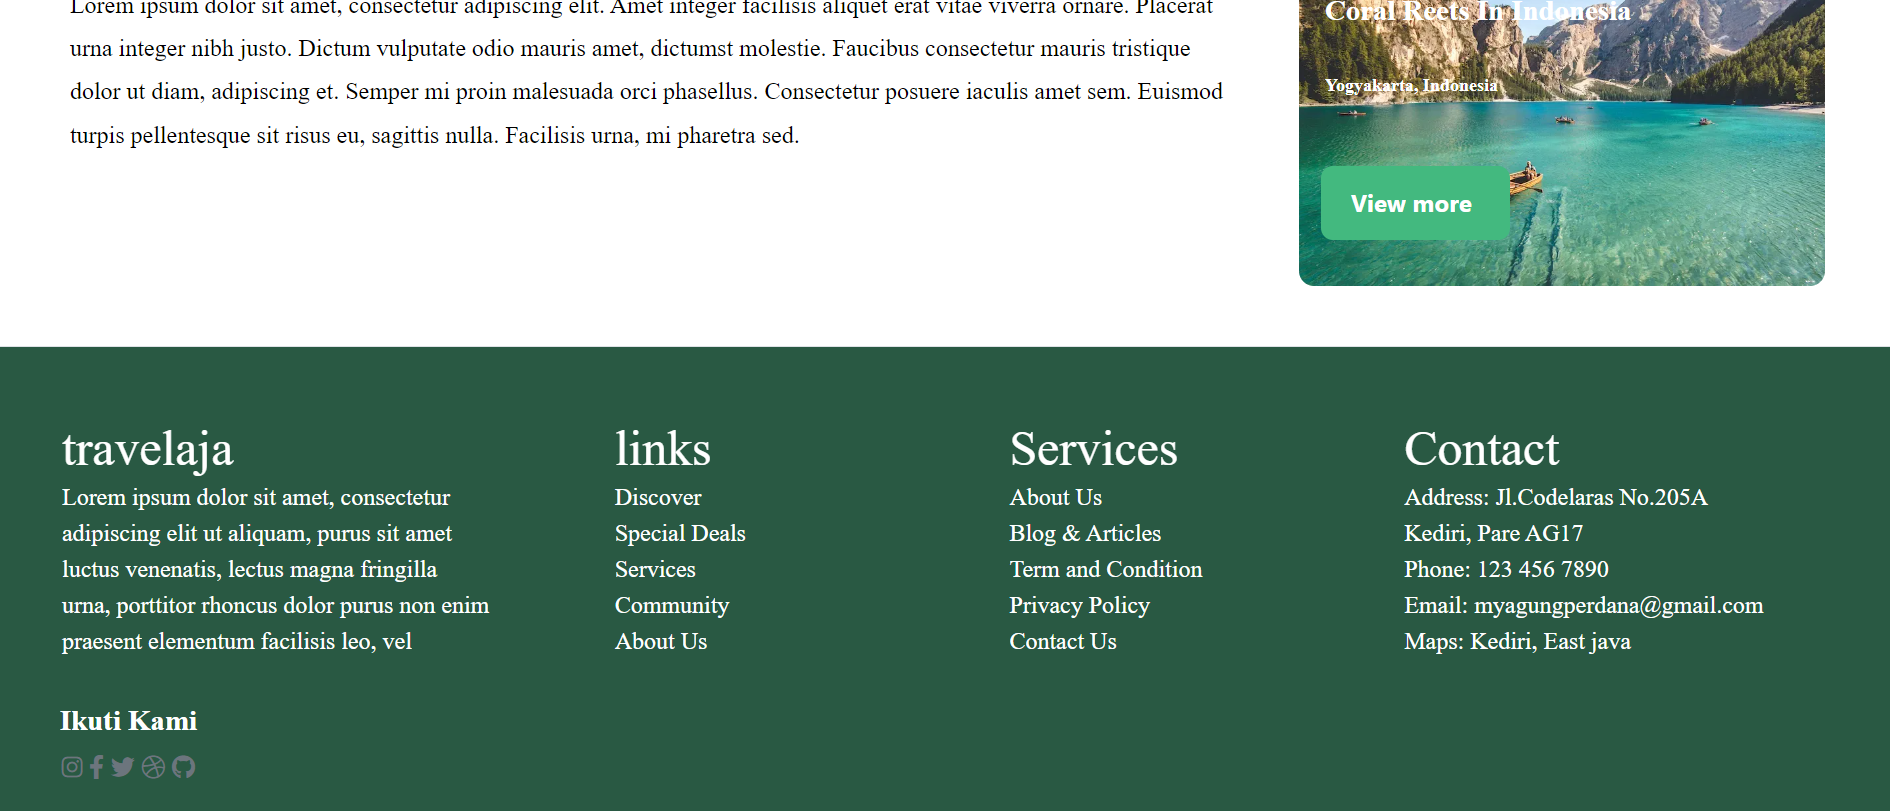 Lorem ipsum dolor sit amet, consectetur adipiscing elit. Amet integer facilisis aliquet erat vitae viverra ornare. Placerat
urna integer nibh justo. Dictum vulputate odio mauris amet, dictumst molestie. Faucibus consectetur mauris tristique
dolor ut diam, adipiscing et. Semper mi proin malesuada orci phasellus. Consectetur posuere iaculis amet sem. Euismod
turpis pellentesque sit risus eu, sagittis nulla. Facilisis urna, mi pharetra sed.
Coral Reets In Indonesia
Yogyakarta, Indonesia
View more
travelaja
Lorem ipsum dolor sit amet, consectetur
adipiscing elit ut aliquam, purus sit amet
luctus venenatis, lectus magna fringilla
urna, porttitor rhoncus dolor purus non enim
praesent elementum facilisis leo, vel
links
Discover
Special Deals
Services
Community
About Us
Services
About Us
Blog & Articles
Term and Condition
Privacy Policy
Contact Us
Contact
Address: Jl.Codelaras No.205A
Kediri, Pare AG17
Phone: 123 456 7890
Email: myagungperdana@gmail.com
Maps: Kediri, East java
Ikuti Kami